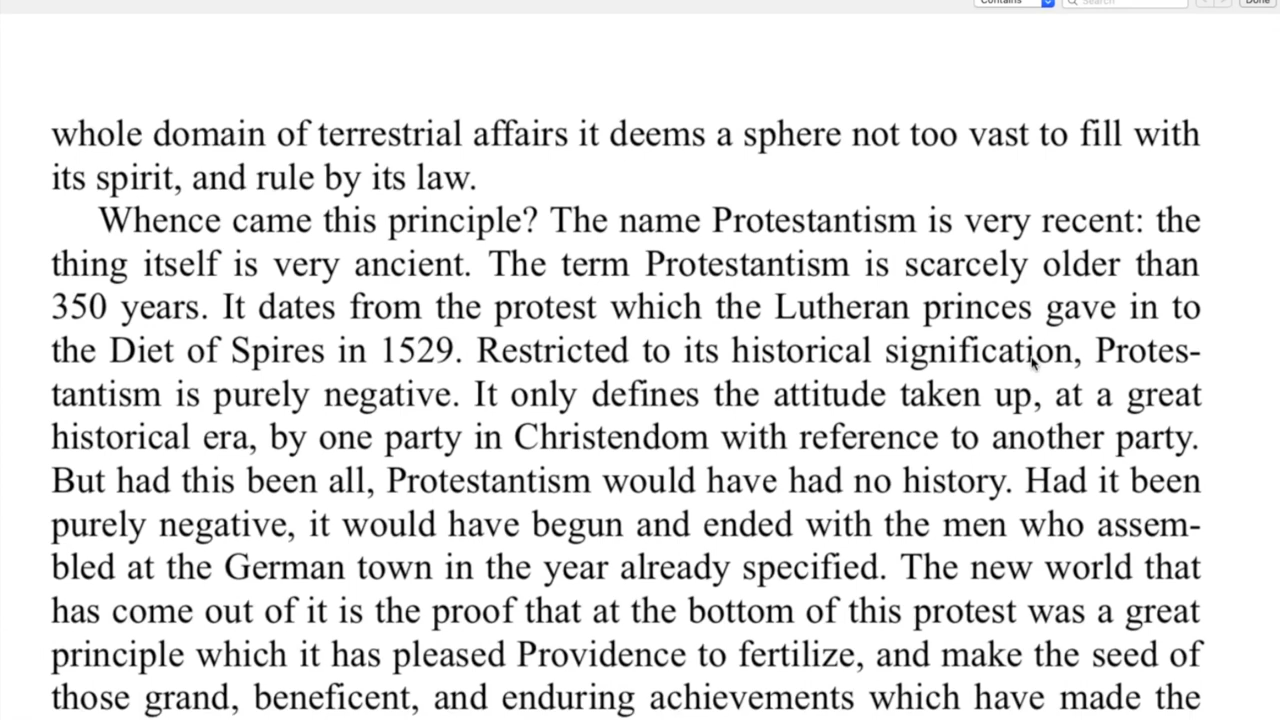 Contains
Search
Done
whole domain of terrestrial affairs it deems a sphere not too vast to fill with
its spirit, and rule by its law.
Whence came this principle? The name Protestantism is very recent: the
thing itself is very ancient. The term Protestantism is scarcely older than
350 years. It dates from the protest which the Lutheran princes gave in to
the Diet of Spires in 1529. Restricted to its historical signification, Protes-
tantism is purely negative. It only defines the attitude taken up, at a great
historical era, by one party in Christendom with reference to another party.
But had this been all, Protestantism would have had no history. Had it been
purely negative, it would have begun and ended with the men who assem-
bled at the German town in the year already specified. The new world that
has come out of it is the proof that at the bottom of this protest was a great
principle which it has pleased Providence to fertilize, and make the seed of
those grand, beneficent, and enduring achievements which have made the